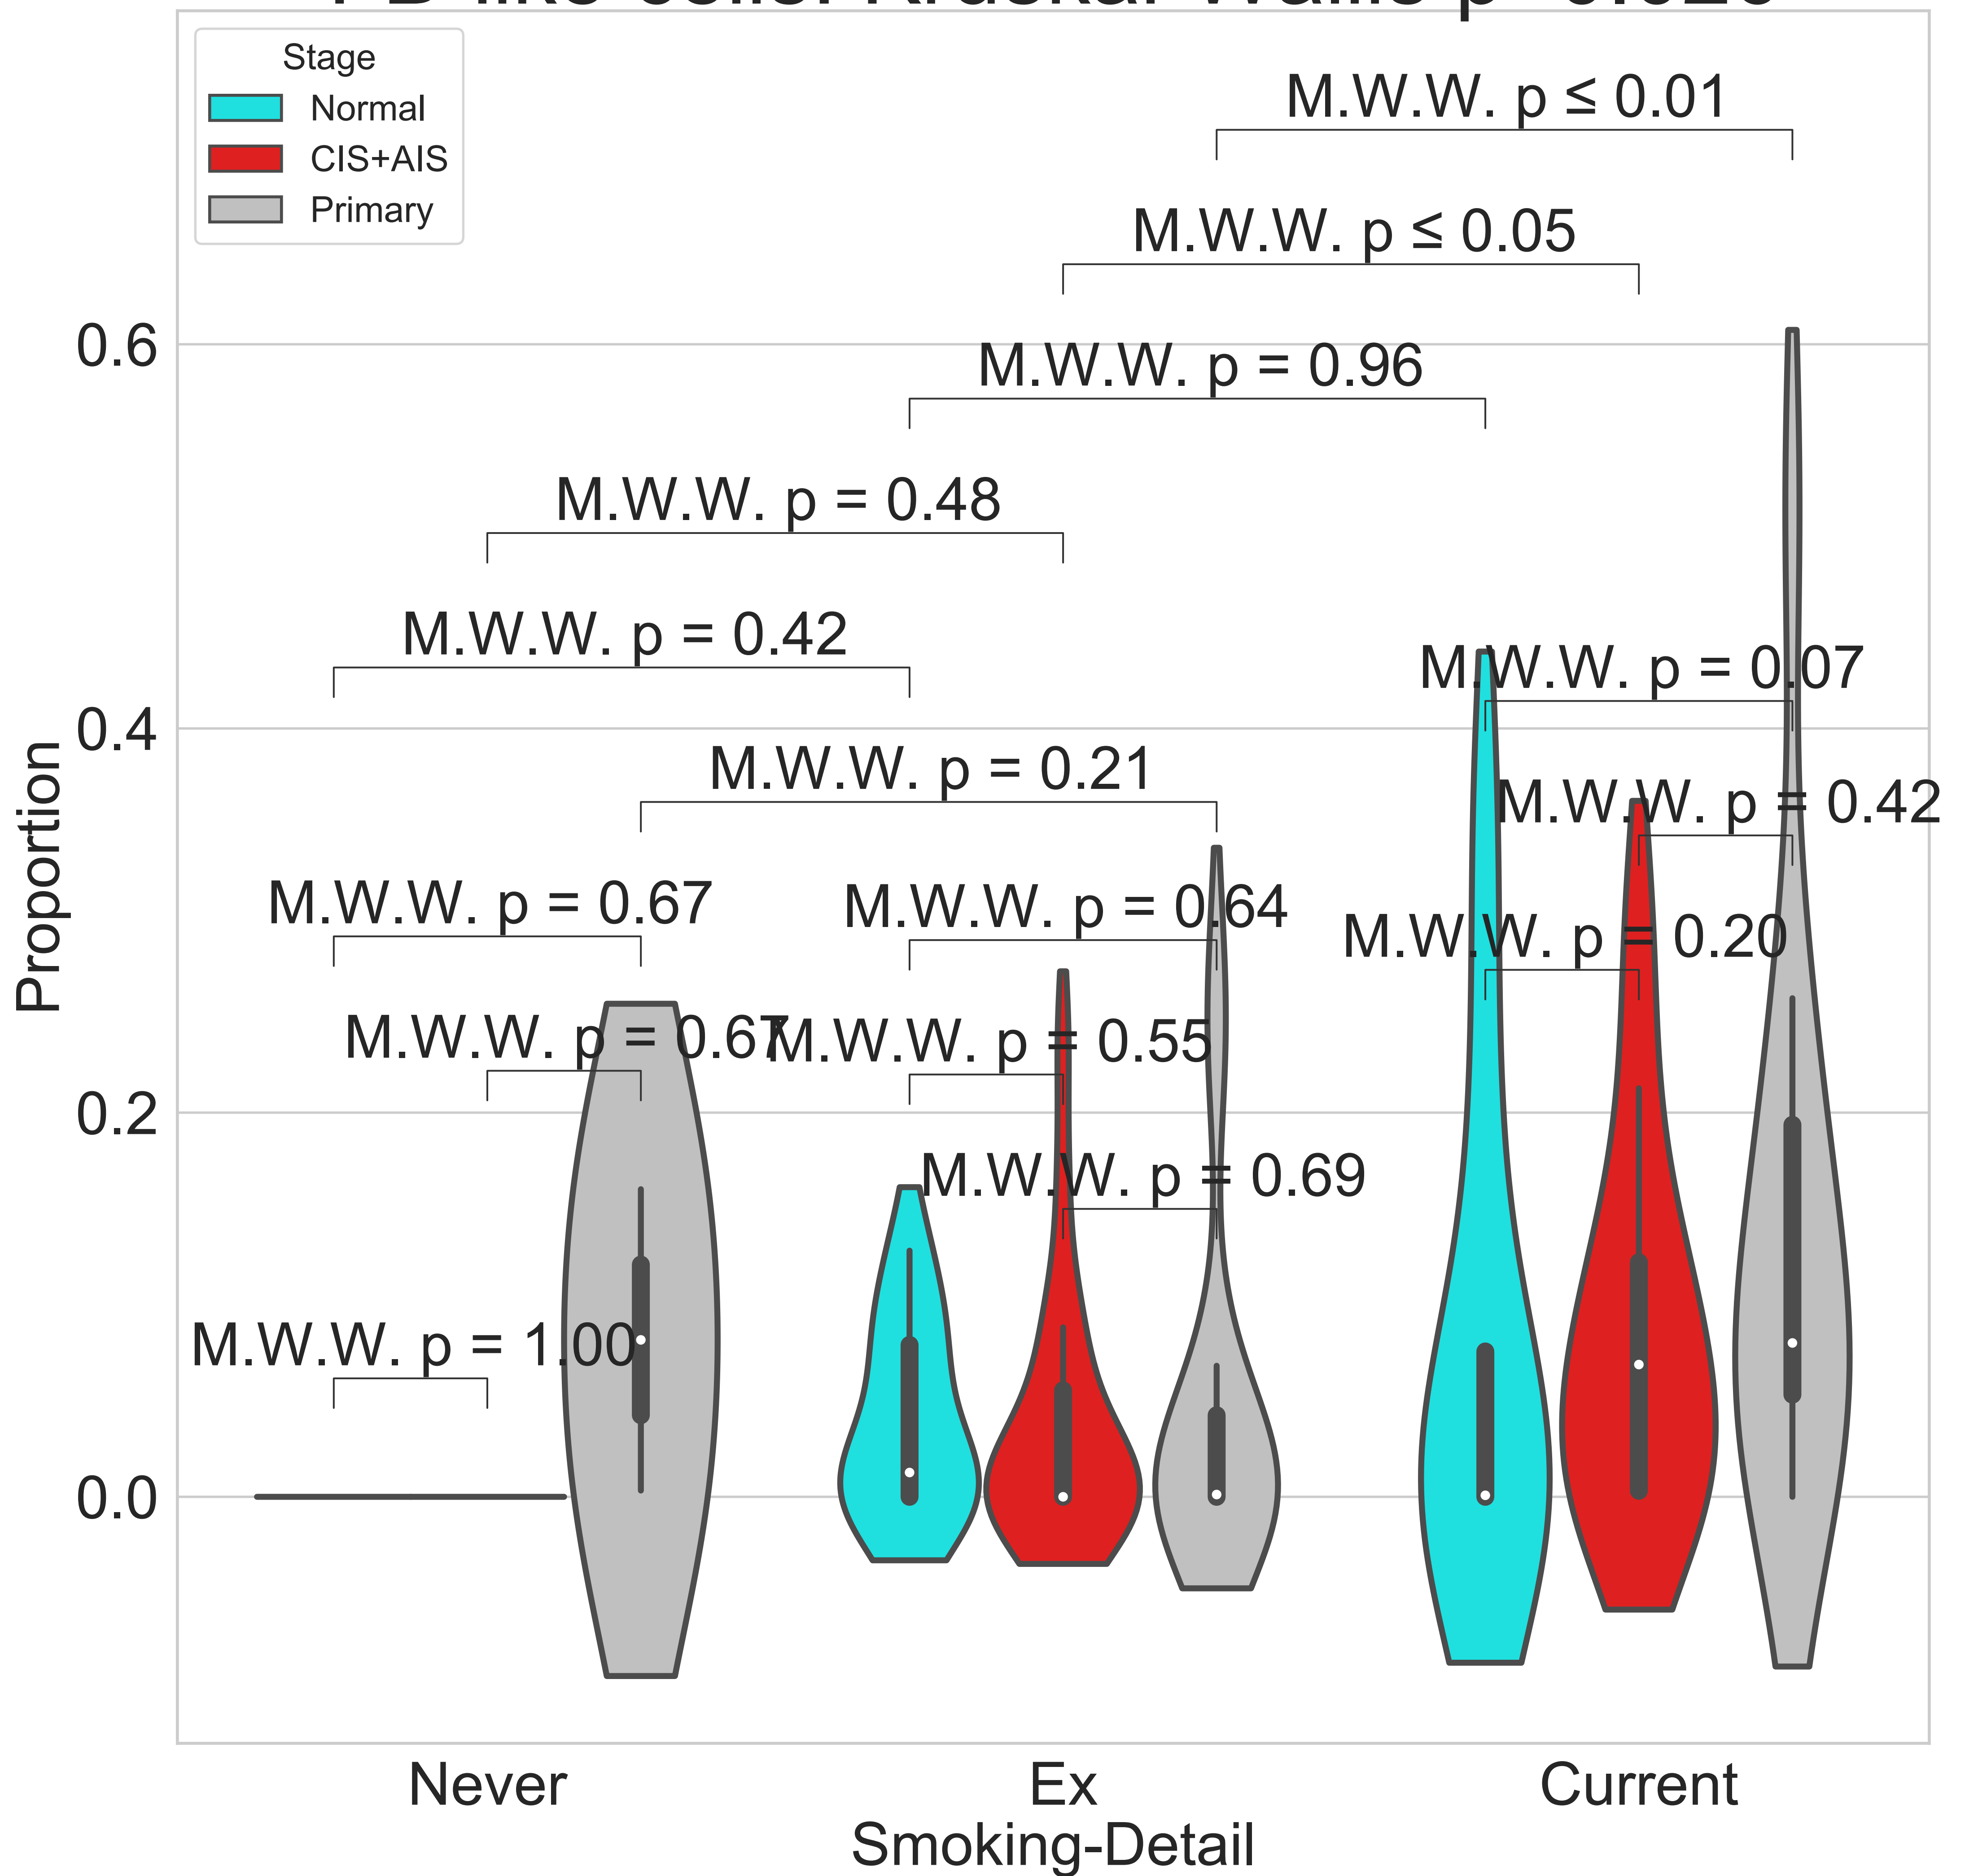 Stage
Normal
CIS+AIS
Primary
M.W.W. p ≤ 0.01
M.W.W. p ≤ 0.05
M.W.W. p = 0.96
M.W.W. p = 0.48
M.W.W. p = 0.42
M.W.W. p = 0.07
M.W.W. p = 0.21
M.W.W. p = 0.42
M.W.W. p = 0.67
M.W.W. p = 0.64
M.W.W. p = 0.20
M.W.W. p = 0.67
M.W.W. p = 0.55
M.W.W. p = 0.69
M.W.W. p = 1.00
0.6
0.4
0.2
0.0
Proportion
Never
Ex
Current
Smoking-Detail